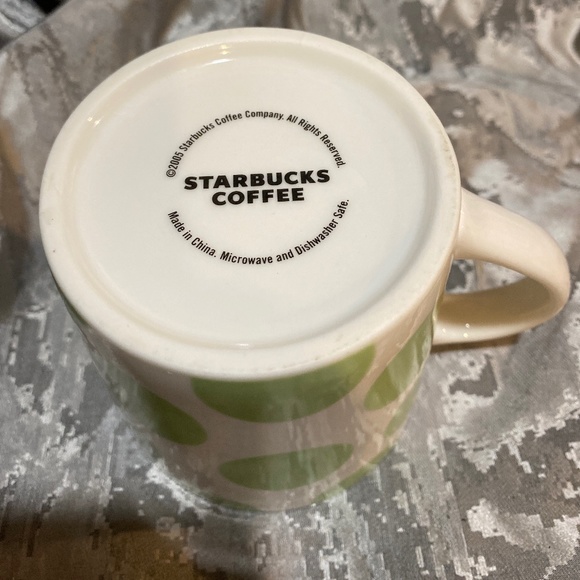 ©2005 Starbucks Coffee Company. All Rights Reserved.
STARBUCKS
COFFEE
Made in China. Microwave and Dishwasher Safe.